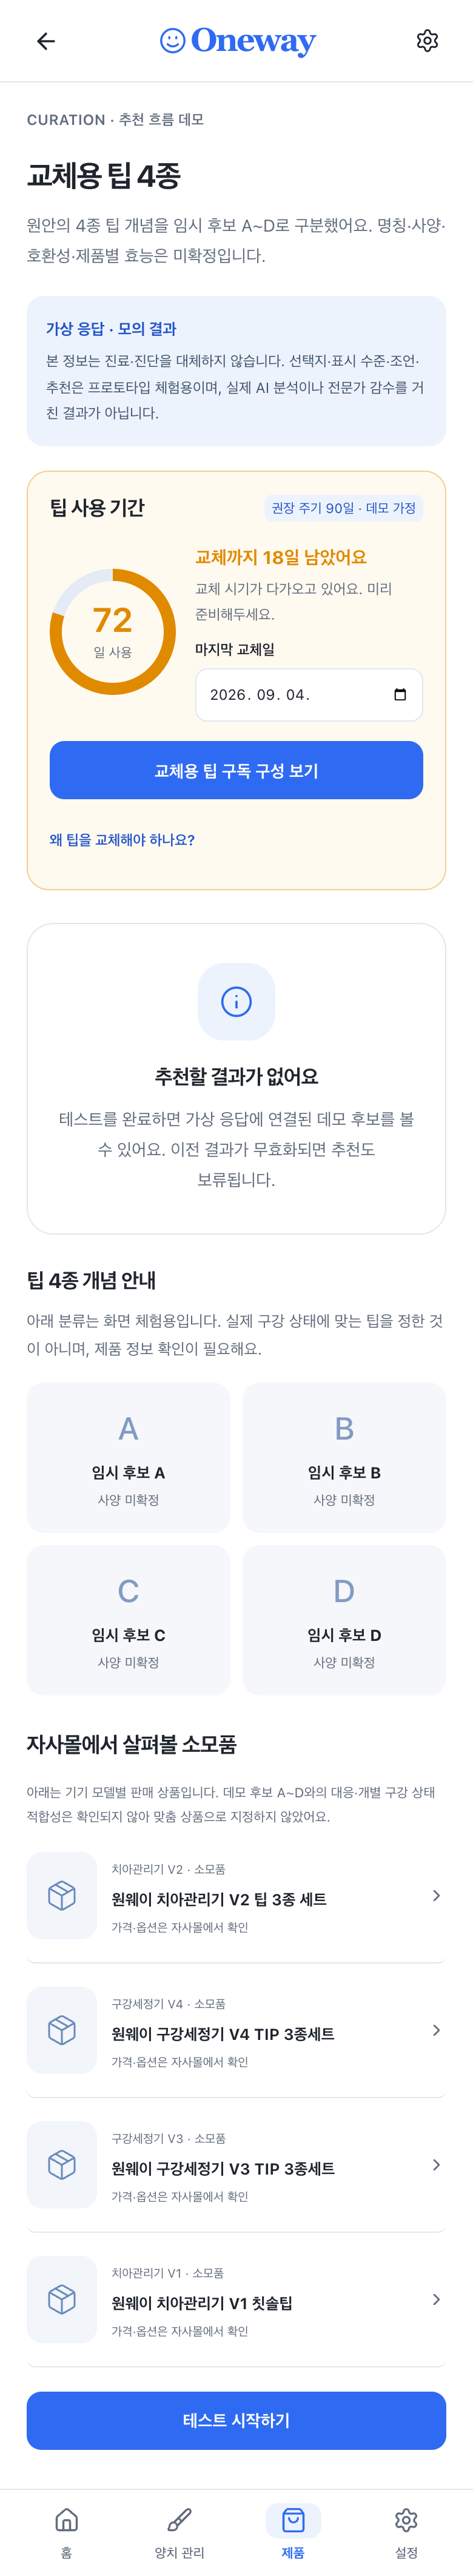 Oneway
CURATION · 추천 흐름 데모
교체용 팁 4종
원안의 4종 팁 개념을 임시 후보 A~D로 구분했어요. 명칭·사양·
호환성·제품별 효능은 미확정입니다.
가상 응답 · 모의 결과
본 정보는 진료·진단을 대체하지 않습니다. 선택지·표시 수준·조언·
추천은 프로토타입 체험용이며, 실제 AI 분석이나 전문가 감수를 거
친 결과가 아닙니다.
팁 사용 기간
권장 주기 90일 · 데모 가정
72
일 사용
교체까지 18일 남았어요
교체 시기가 다가오고 있어요. 미리
준비해두세요.
마지막 교체일
2026. 09. 04.
교체용 팁 구독 구성 보기
왜 팁을 교체해야 하나요?
추천할 결과가 없어요
테스트를 완료하면 가상 응답에 연결된 데모 후보를 볼
수 있어요. 이전 결과가 무효화되면 추천도
보류됩니다.
팁 4종 개념 안내
아래 분류는 화면 체험용입니다. 실제 구강 상태에 맞는 팁을 정한 것
이 아니며, 제품 정보 확인이 필요해요.
A
임시 후보 A
사양 미확정
B
임시 후보 B
사양 미확정
C
임시 후보 C
사양 미확정
D
임시 후보 D
사양 미확정
자사몰에서 살펴볼 소모품
아래는 기기 모델별 판매 상품입니다. 데모 후보 A~D와의 대응·개별 구강 상태
적합성은 확인되지 않아 맞춤 상품으로 지정하지 않았어요.
치아관리기 V2 · 소모품
원웨이 치아관리기 V2 팁 3종 세트
가격·옵션은 자사몰에서 확인
구강세정기 V4 · 소모품
원웨이 구강세정기 V4 TIP 3종세트
가격·옵션은 자사몰에서 확인
구강세정기 V3 · 소모품
원웨이 구강세정기 V3 TIP 3종세트
가격·옵션은 자사몰에서 확인
치아관리기 V1 · 소모품
원웨이 치아관리기 V1 칫솔팁
가격·옵션은 자사몰에서 확인
테스트 시작하기
홈
양치 관리
제품
설정